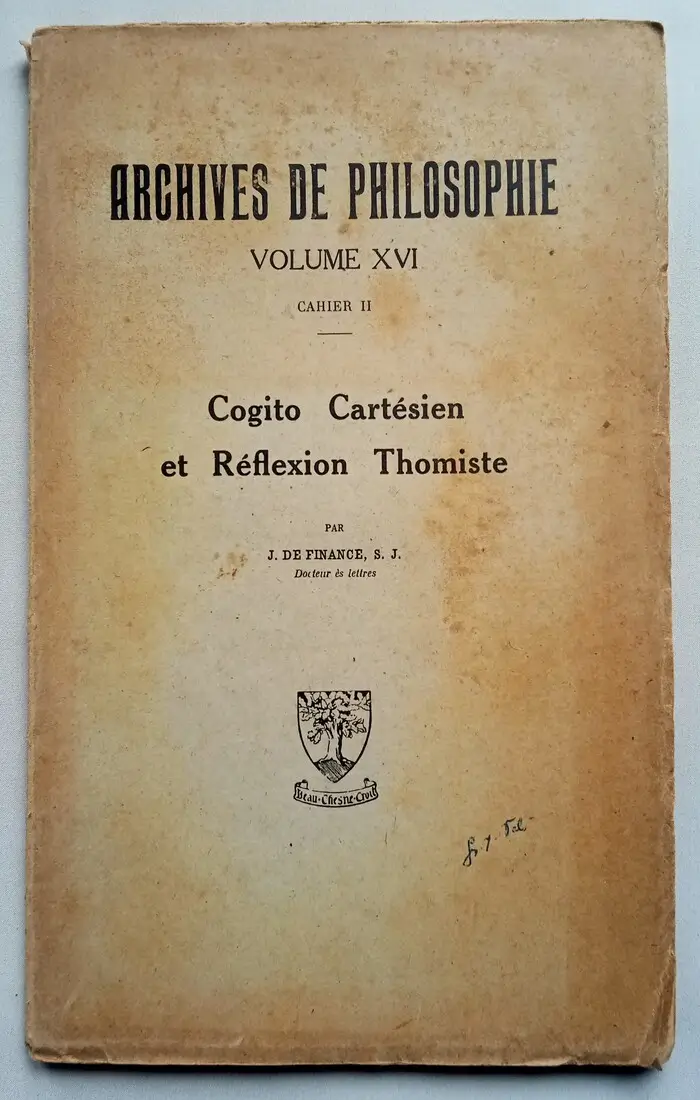 ARCHIVES DE PHILOSOPHIE
VOLUME XVI
CAHIER II
Cogito Cartésien
et Réflexion Thomiste
PAR
J. DE FINANCE, S. J.
Docteur ès lettres
Beau-Chesne-Croit